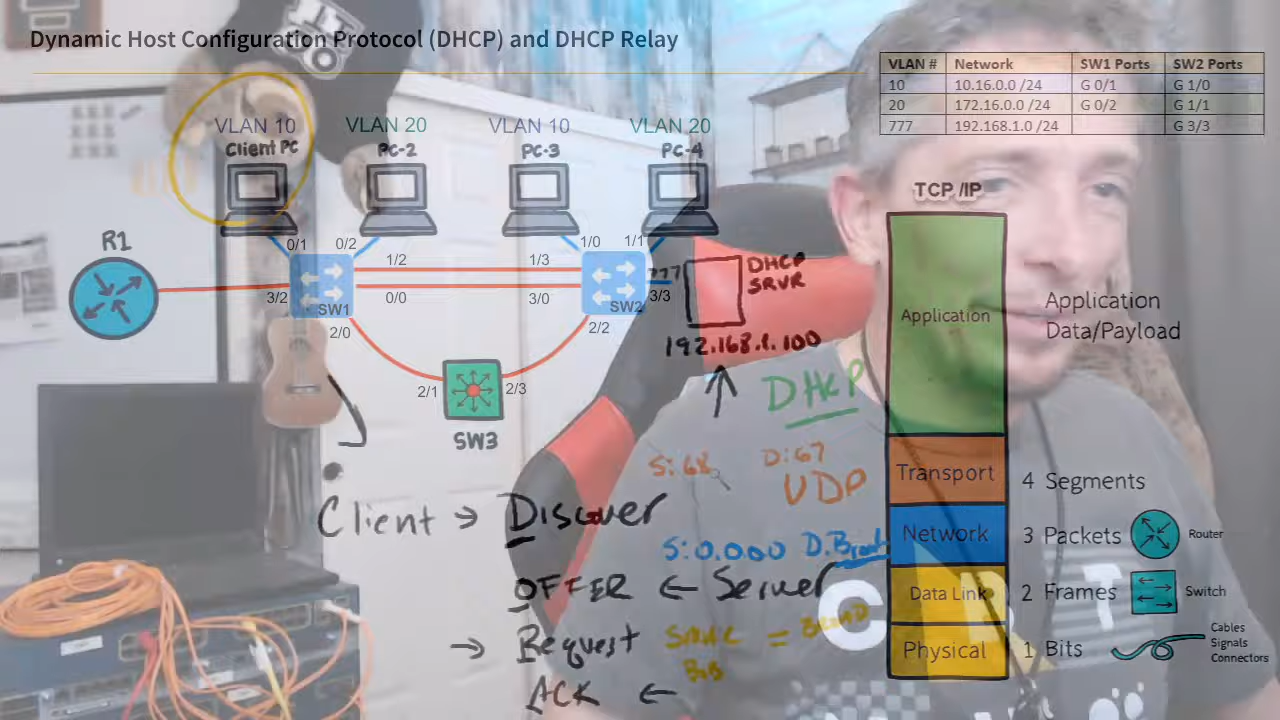 Dynamic Host Configuration Protocol (DHCP) and DHCP Relay
VLAN # Network SW1 Ports SW2 Ports
10 10.16.0.0 /24 G 0/1 G 1/0
20 172.16.0.0 /24 G 0/2 G 1/1
777 192.168.1.0 /24 G 3/3
VLAN 10 VLAN 20 VLAN 10 VLAN 20
Client PC PC-2 PC-3 PC-4
TCP /IP
R1
0/1 0/2 1/2 1/3 1/0 1/1
777
DHCP
SRVR
3/2 SW1 0/0 3/0 SW2 3/3
2/0 2/2
192.168.1.100
2/1 2/3
SW3
DHCP
Application
Application
Data/Payload
S:68 D:67
UDP
Transport
4 Segments
Client → Discover
S:0.0.0.0 D.Broad
Network
3 Packets
Router
OFFER ← Server
Data Link
2 Frames
Switch
→ Request
Physical
1 Bits
Cables
Signals
Connectors
ACK ←